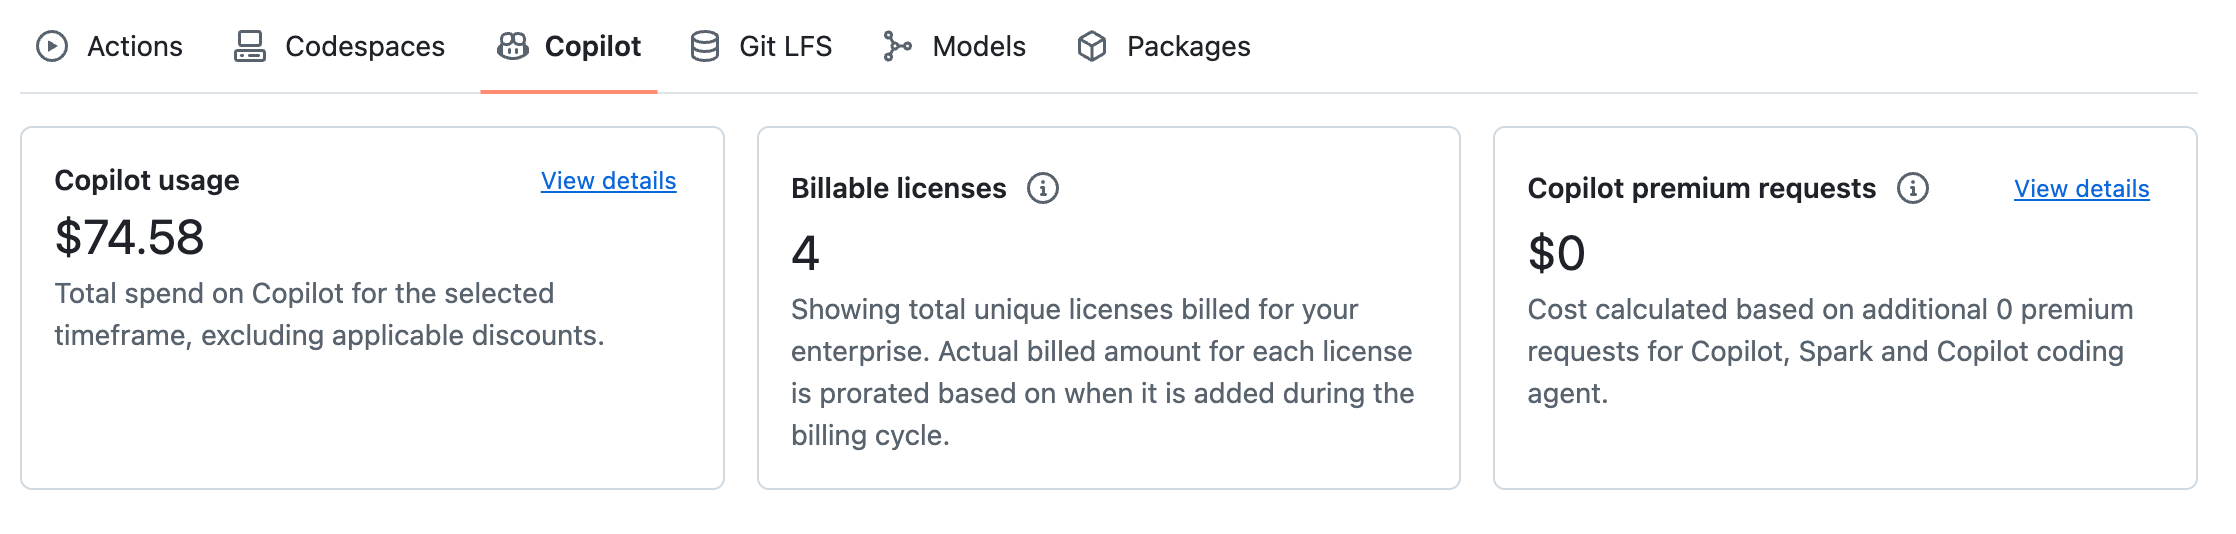 Actions Codespaces Copilot Git LFS Models Packages
Copilot usage View details
$74.58
Total spend on Copilot for the selected
timeframe, excluding applicable discounts.
Billable licenses
4
Showing total unique licenses billed for your
enterprise. Actual billed amount for each license
is prorated based on when it is added during the
billing cycle.
Copilot premium requests View details
$0
Cost calculated based on additional 0 premium
requests for Copilot, Spark and Copilot coding
agent.